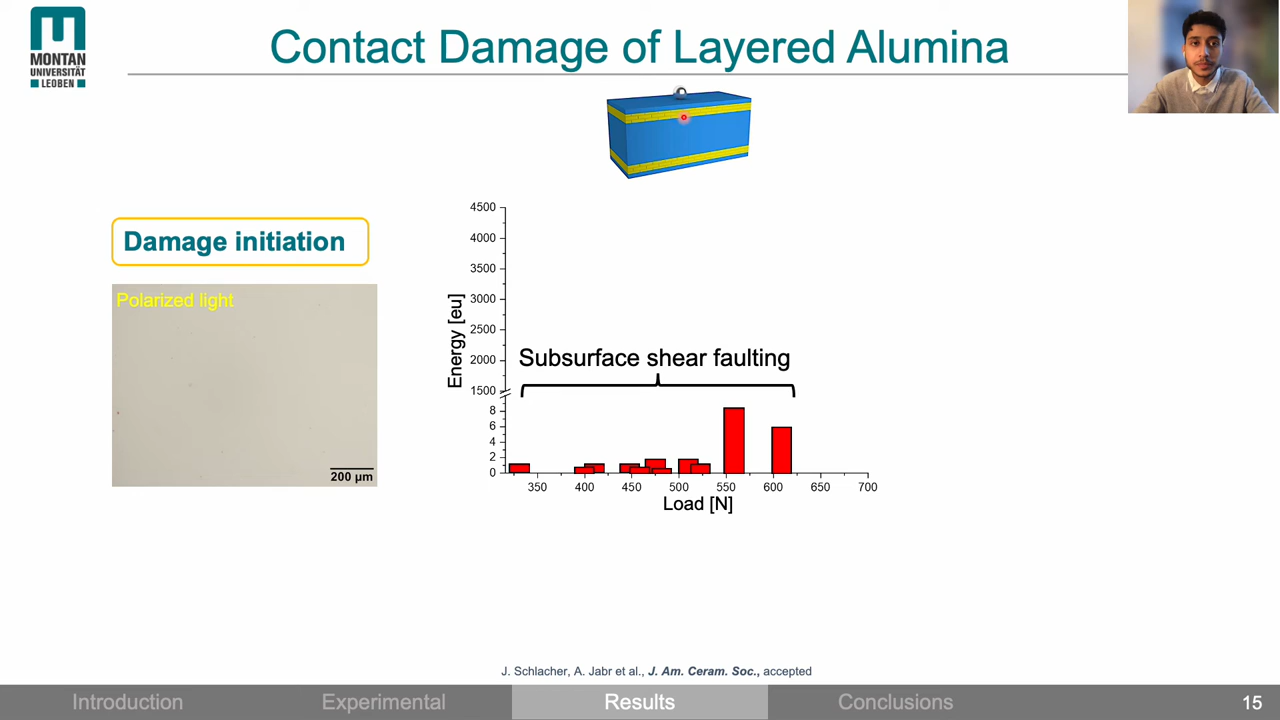 MONTAN
UNIVERSITÄT
LEOBEN
Contact Damage of Layered Alumina
Damage initiation
Polarized light
200 µm
4500
4000
3500
3000
2500
2000
1500
8
6
4
2
0
Energy [eu]
Subsurface shear faulting
350 400 450 500 550 600 650 700
Load [N]
J. Schlacher, A. Jabr et al., J. Am. Ceram. Soc., accepted
Introduction Experimental Results Conclusions 15